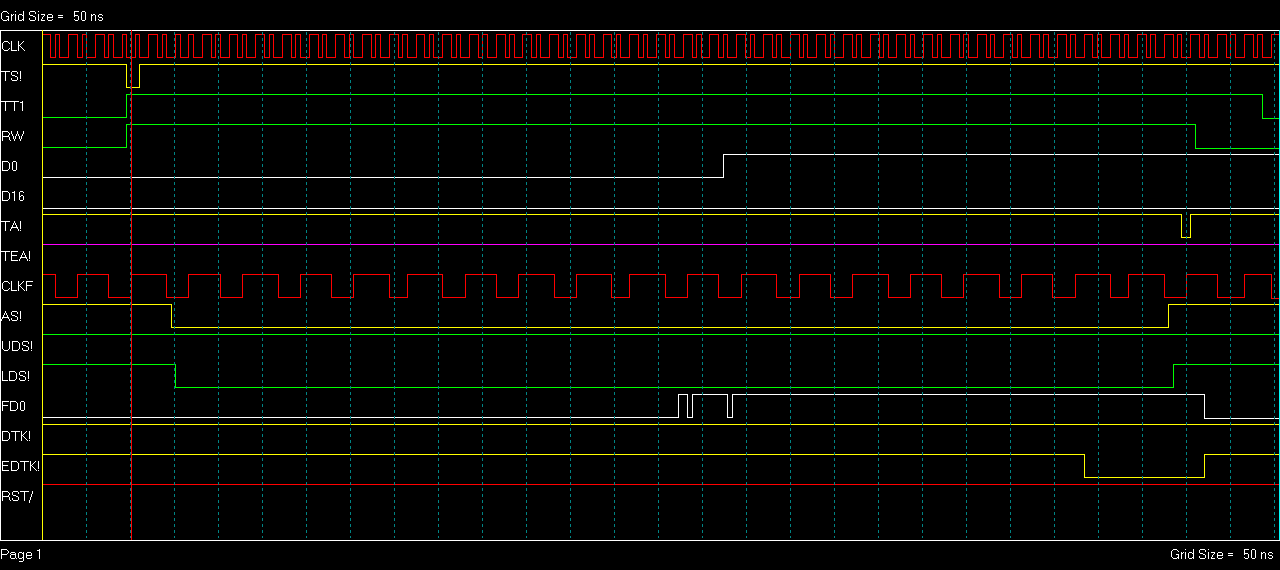 Grid Size = 50 ns
CLK
TS!
TT1
RW
D0
D16
TA!
TEA!
CLKF
AS!
UDS!
LDS!
FD0
DTK!
EDTK!
RST/
Page 1
Grid Size = 50 ns